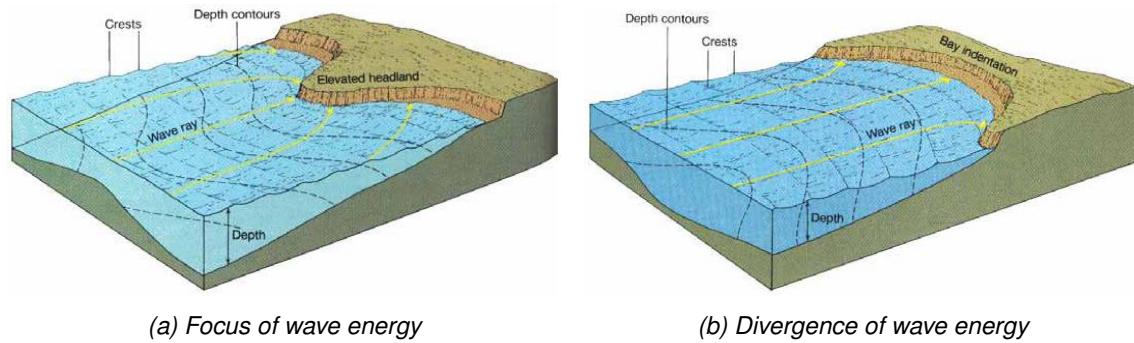 Crests
Depth contours
Elevated headland
Wave ray
Depth
(a) Focus of wave energy
Depth contours
Crests
Bay indentation
Wave ray
Depth
(b) Divergence of wave energy